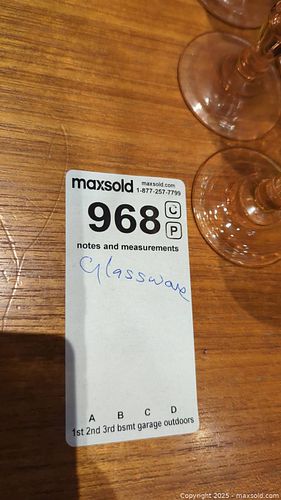 maxsold maxsold.com
1-877-257-7799
968 C
P
notes and measurements
Glassware
A B C D
1st 2nd 3rd bsmt garage outdoors
Copyright © 2025 - maxsold.com